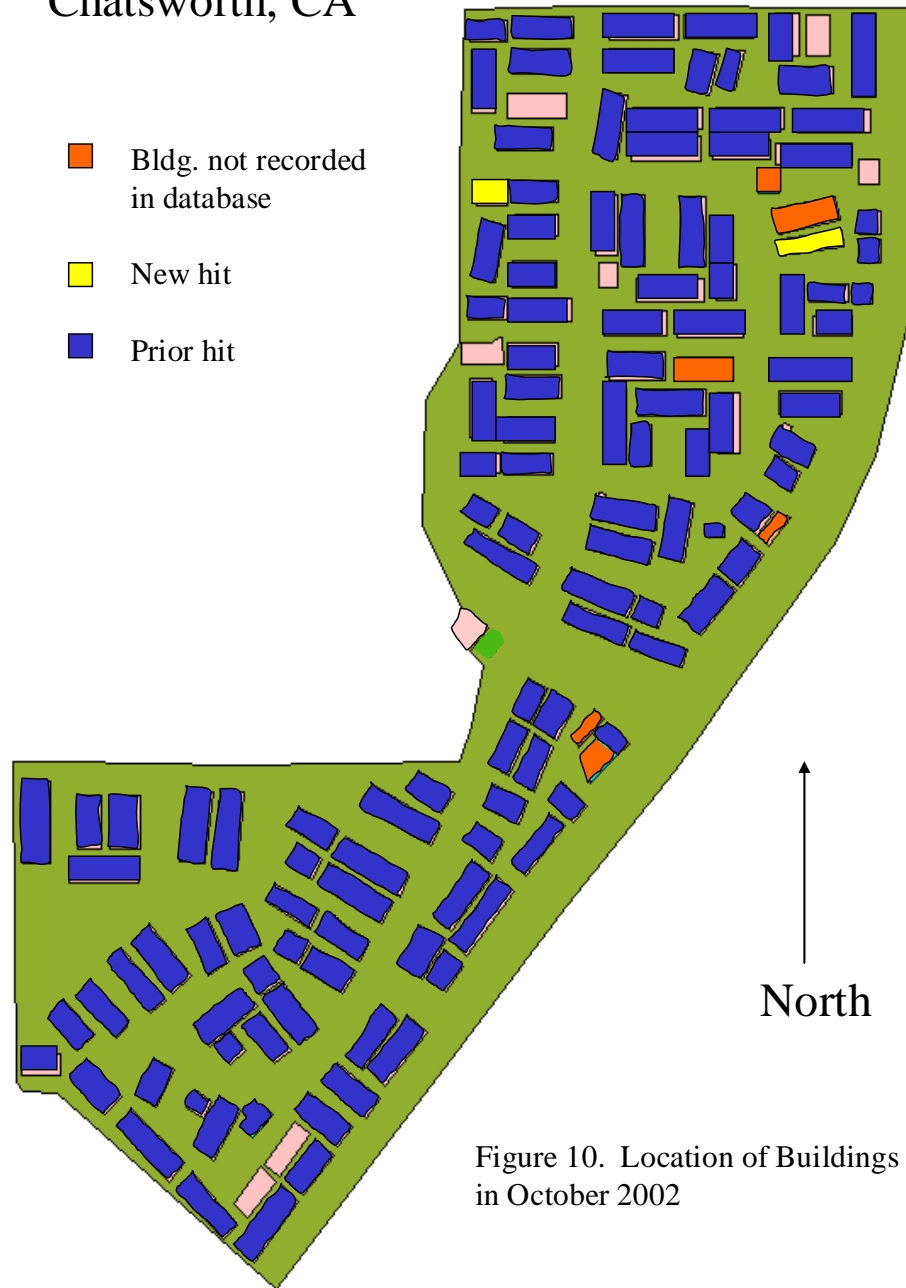 Chatsworth, CA
Bldg. not recorded
in database
New hit
Prior hit
North
Figure 10.  Location of Buildings
in October 2002